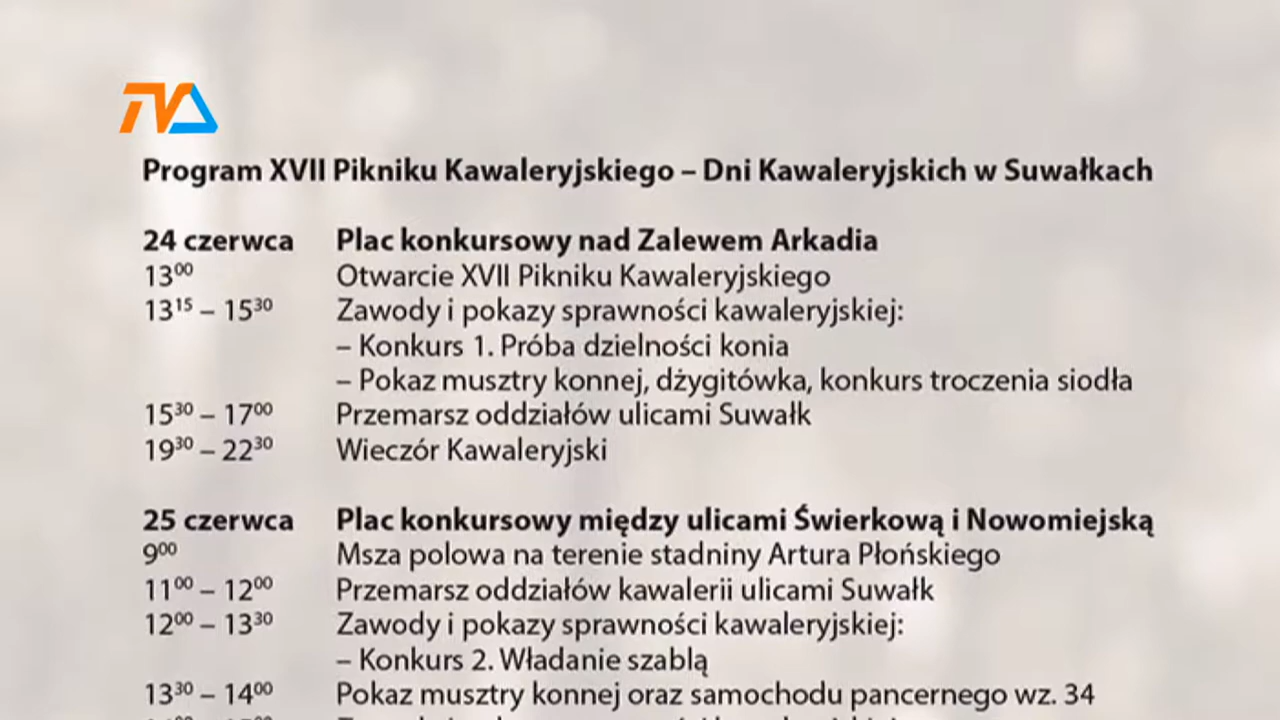 TVA
Program XVII Pikniku Kawaleryjskiego – Dni Kawaleryjskich w Suwałkach
24 czerwca Plac konkursowy nad Zalewem Arkadia
13⁰⁰ Otwarcie XVII Pikniku Kawaleryjskiego
13¹⁵ – 15³⁰ Zawody i pokazy sprawności kawaleryjskiej:
– Konkurs 1. Próba dzielności konia
– Pokaz musztry konnej, dżygitówka, konkurs troczenia siodła
15³⁰ – 17⁰⁰ Przemarsz oddziałów ulicami Suwałk
19³⁰ – 22³⁰ Wieczór Kawaleryjski
25 czerwca Plac konkursowy między ulicami Świerkową i Nowomiejską
9⁰⁰ Msza polowa na terenie stadniny Artura Płońskiego
11⁰⁰ – 12⁰⁰ Przemarsz oddziałów kawalerii ulicami Suwałk
12⁰⁰ – 13³⁰ Zawody i pokazy sprawności kawaleryjskiej:
– Konkurs 2. Władanie szablą
13³⁰ – 14⁰⁰ Pokaz musztry konnej oraz samochodu pancernego wz. 34